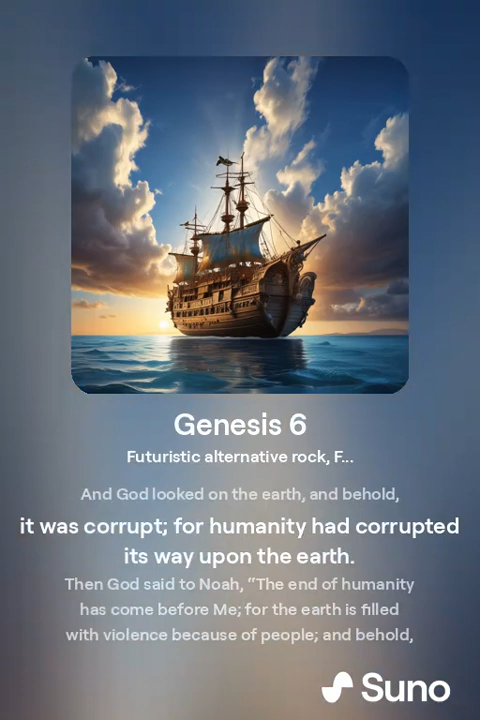 Genesis 6
Futuristic alternative rock, F...
And God looked on the earth, and behold,
it was corrupt; for humanity had corrupted
its way upon the earth.
Then God said to Noah, “The end of humanity
has come before Me; for the earth is filled
with violence because of people; and behold,
Suno